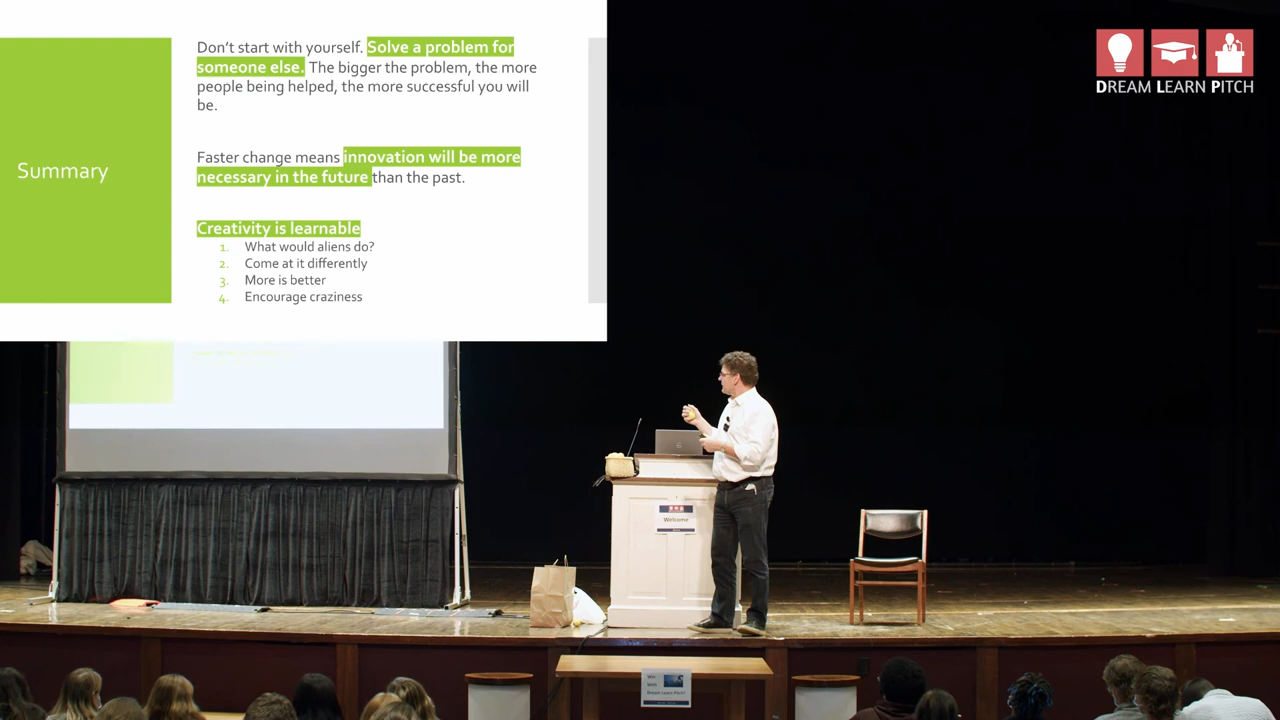 Don't start with yourself. Solve a problem for
someone else. The bigger the problem, the more
people being helped, the more successful you will
be.
Summary
Faster change means innovation will be more
necessary in the future than the past.
Creativity is learnable
1. What would aliens do?
2. Come at it differently
3. More is better
4. Encourage craziness
DREAM LEARN PITCH
Welcome
Dream Learn Pitch!